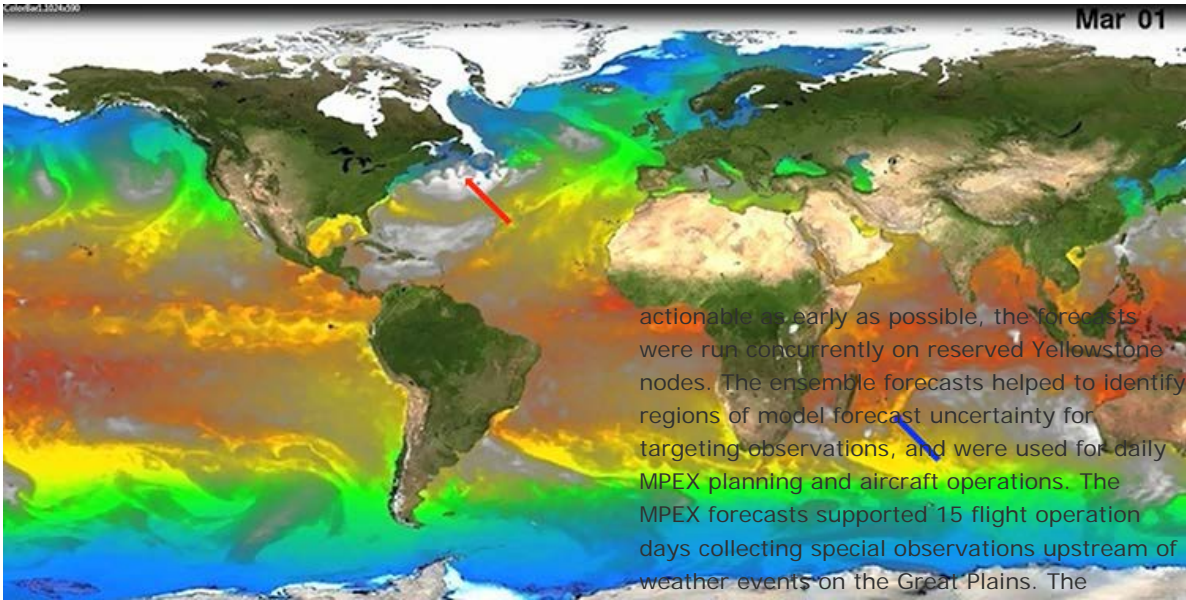 ColorBar1.1024x590
Mar 01
actionable as early as possible, the forecasts
were run concurrently on reserved Yellowstone
nodes. The ensemble forecasts helped to identify
regions of model forecast uncertainty for
targeting observations, and were used for daily
MPEX planning and aircraft operations. The
MPEX forecasts supported 15 flight operation
days collecting special observations upstream of
weather events on the Great Plains. The